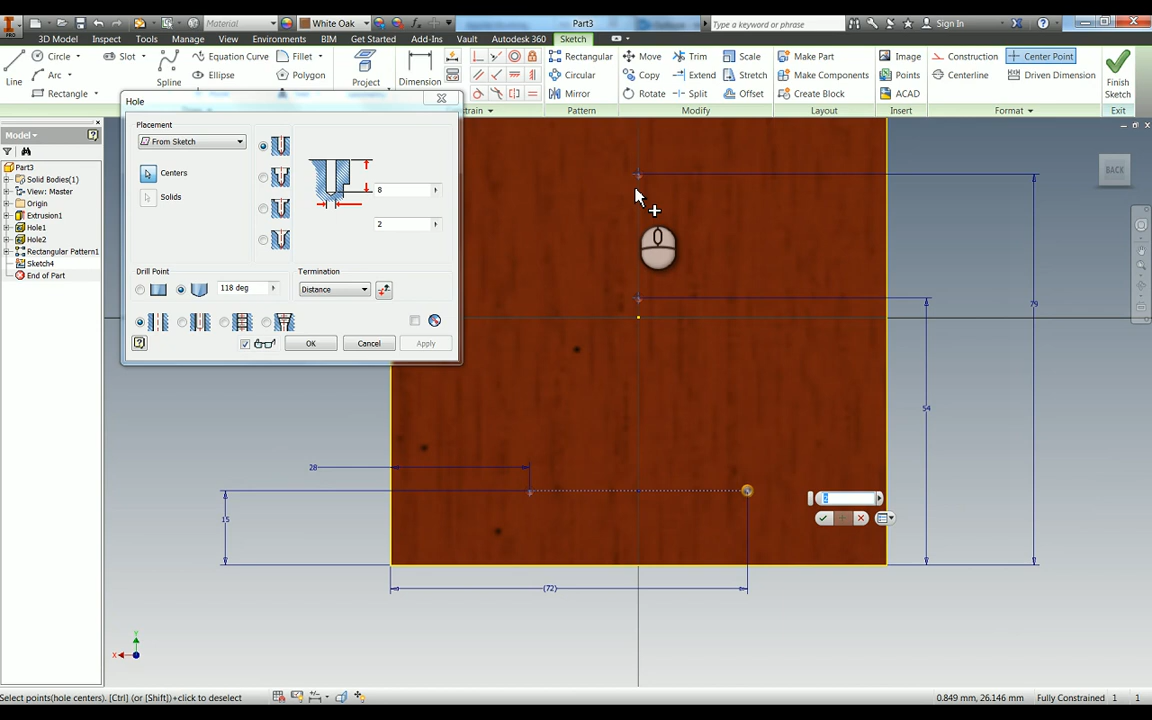 Material
White Oak
Part3
Type a keyword or phrase
Sign In
PRO
3D Model Inspect Tools Manage View Environments BIM Get Started Add-Ins Vault Autodesk 360 Sketch
Line
Circle
Arc
Rectangle
Slot
Spline
Equation Curve
Ellipse
Fillet
Polygon
Project
Dimension
Rectangular
Circular
Mirror
Move
Copy
Rotate
Trim
Extend
Split
Scale
Stretch
Offset
Make Part
Make Components
Create Block
Image
Points
ACAD
Construction
Centerline
Center Point
Driven Dimension
Finish
Sketch
Pattern
Modify
Layout
Insert
Format
Exit
Model
Part3
Solid Bodies(1)
View: Master
Origin
Extrusion1
Hole1
Hole2
Rectangular Pattern1
Sketch4
End of Part
Hole
Placement
From Sketch
Centers
Solids
8
2
Drill Point
118 deg
Termination
Distance
OK
Cancel
Apply
BACK
79
54
28
15
(72)
Y
X
Select points(hole centers). [Ctrl] (or [Shift])+click to deselect
0.849 mm, 26.146 mm
Fully Constrained
1
1